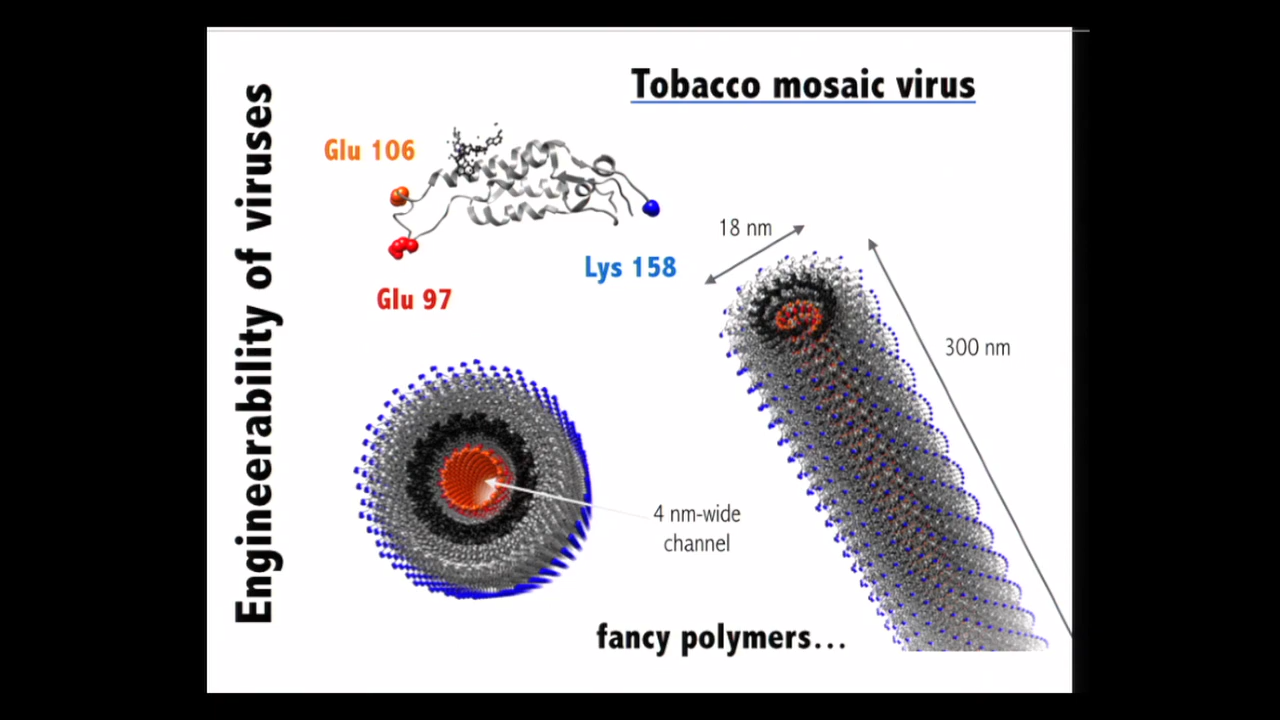 Engineerability of viruses
Tobacco mosaic virus
Glu 106
Lys 158
Glu 97
18 nm
300 nm
4 nm-wide
channel
fancy polymers...